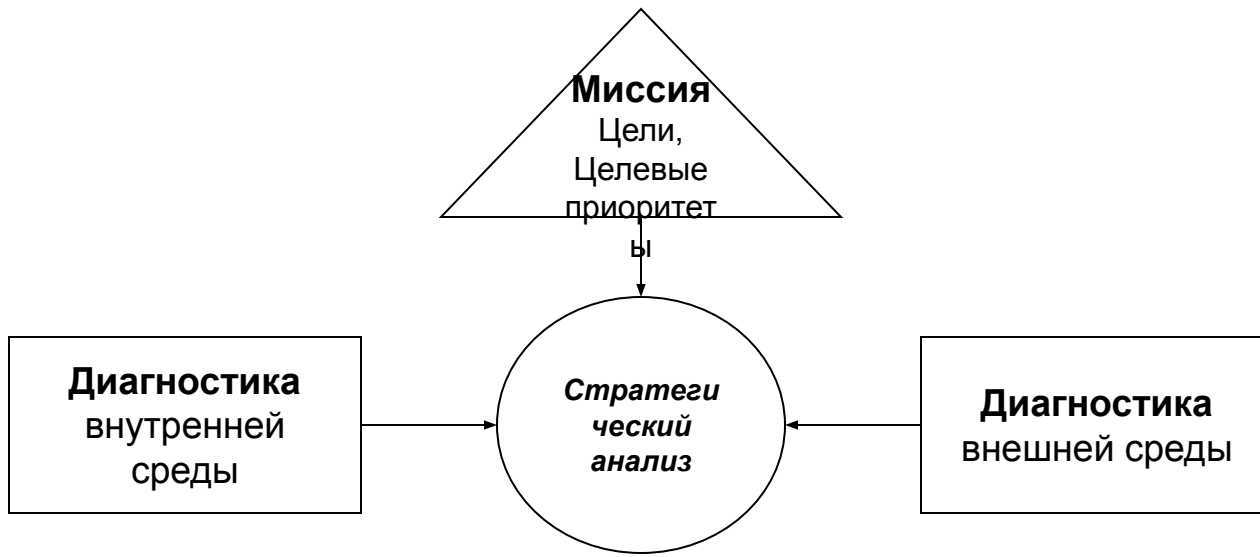 Миссия
Цели,
Целевые
приоритет
ы
Диагностика
внутренней
среды
Стратеги
ческий
анализ
Диагностика
внешней среды